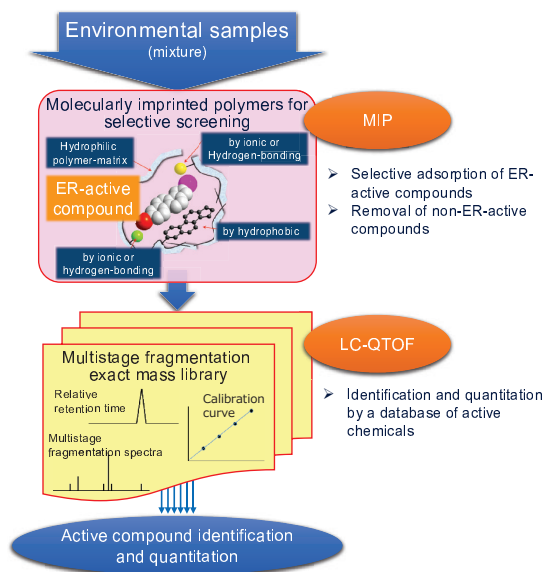 Environmental samples
(mixture)
Molecularly imprinted polymers for
selective screening
MIP
Hydrophilic
polymer-matrix
by ionic or
Hydrogen-bonding
ER-active
compound
by hydrophobic
by ionic or
hydrogen-bonding
➢ Selective adsorption of ER-
active compounds
➢ Removal of non-ER-active
compounds
LC-QTOF
Multistage fragmentation
exact mass library
Relative
retention time
Calibration
curve
Multistage
fragmentation spectra
➢ Identification and quantitation
by a database of active
chemicals
Active compound identification
and quantitation